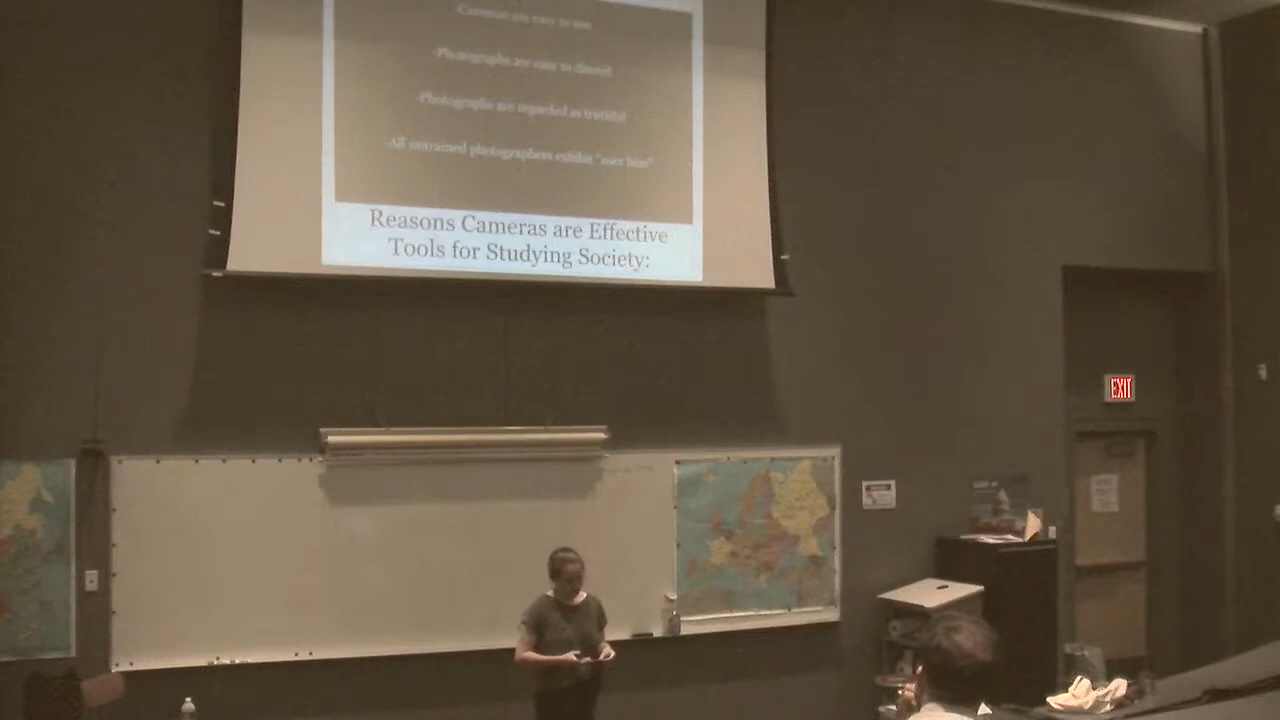 -Cameras are easy to use
-Photographs are easy to dissect
-Photographs are regarded as truthful
-All untrained photographers exhibit "user bias"
Reasons Cameras are Effective
Tools for Studying Society:
EXIT